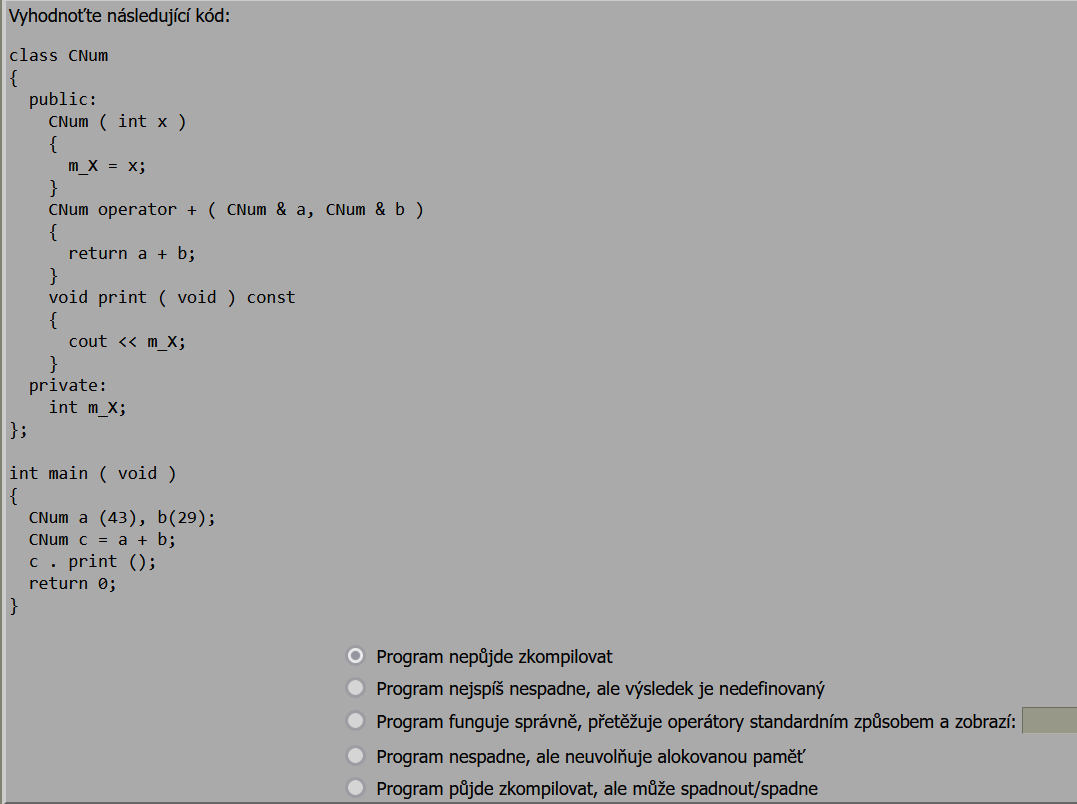 Vyhodnoťte následující kód:
class CNum
{
  public:
    CNum ( int x )
    {
      m_X = x;
    }
    CNum operator + ( CNum & a, CNum & b )
    {
      return a + b;
    }
    void print ( void ) const
    {
      cout << m_X;
    }
  private:
    int m_X;
};
int main ( void )
{
  CNum a (43), b(29);
  CNum c = a + b;
  c . print ();
  return 0;
}
Program nepůjde zkompilovat
Program nejspíš nespadne, ale výsledek je nedefinovaný
Program funguje správně, přetěžuje operátory standardním způsobem a zobrazí:
Program nespadne, ale neuvolňuje alokovanou paměť
Program půjde zkompilovat, ale může spadnout/spadne